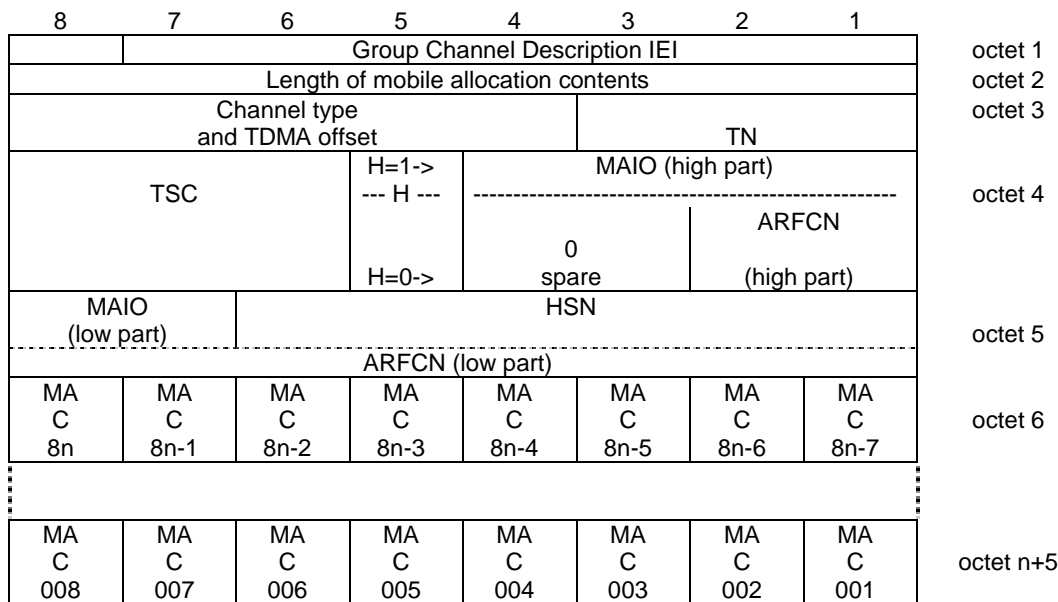 8 7 6 5 4 3 2 1
Group Channel Description IEI octet 1
Length of mobile allocation contents octet 2
Channel type octet 3
and TDMA offset TN
H=1-> MAIO (high part)
TSC --- H --- ---------------------------------------------------- octet 4
ARFCN
0
H=0-> spare (high part)
MAIO HSN
(low part) octet 5
ARFCN (low part)
MA MA MA MA MA MA MA MA
C C C C C C C C octet 6
8n 8n-1 8n-2 8n-3 8n-4 8n-5 8n-6 8n-7
MA MA MA MA MA MA MA MA
C C C C C C C C octet n+5
008 007 006 005 004 003 002 001